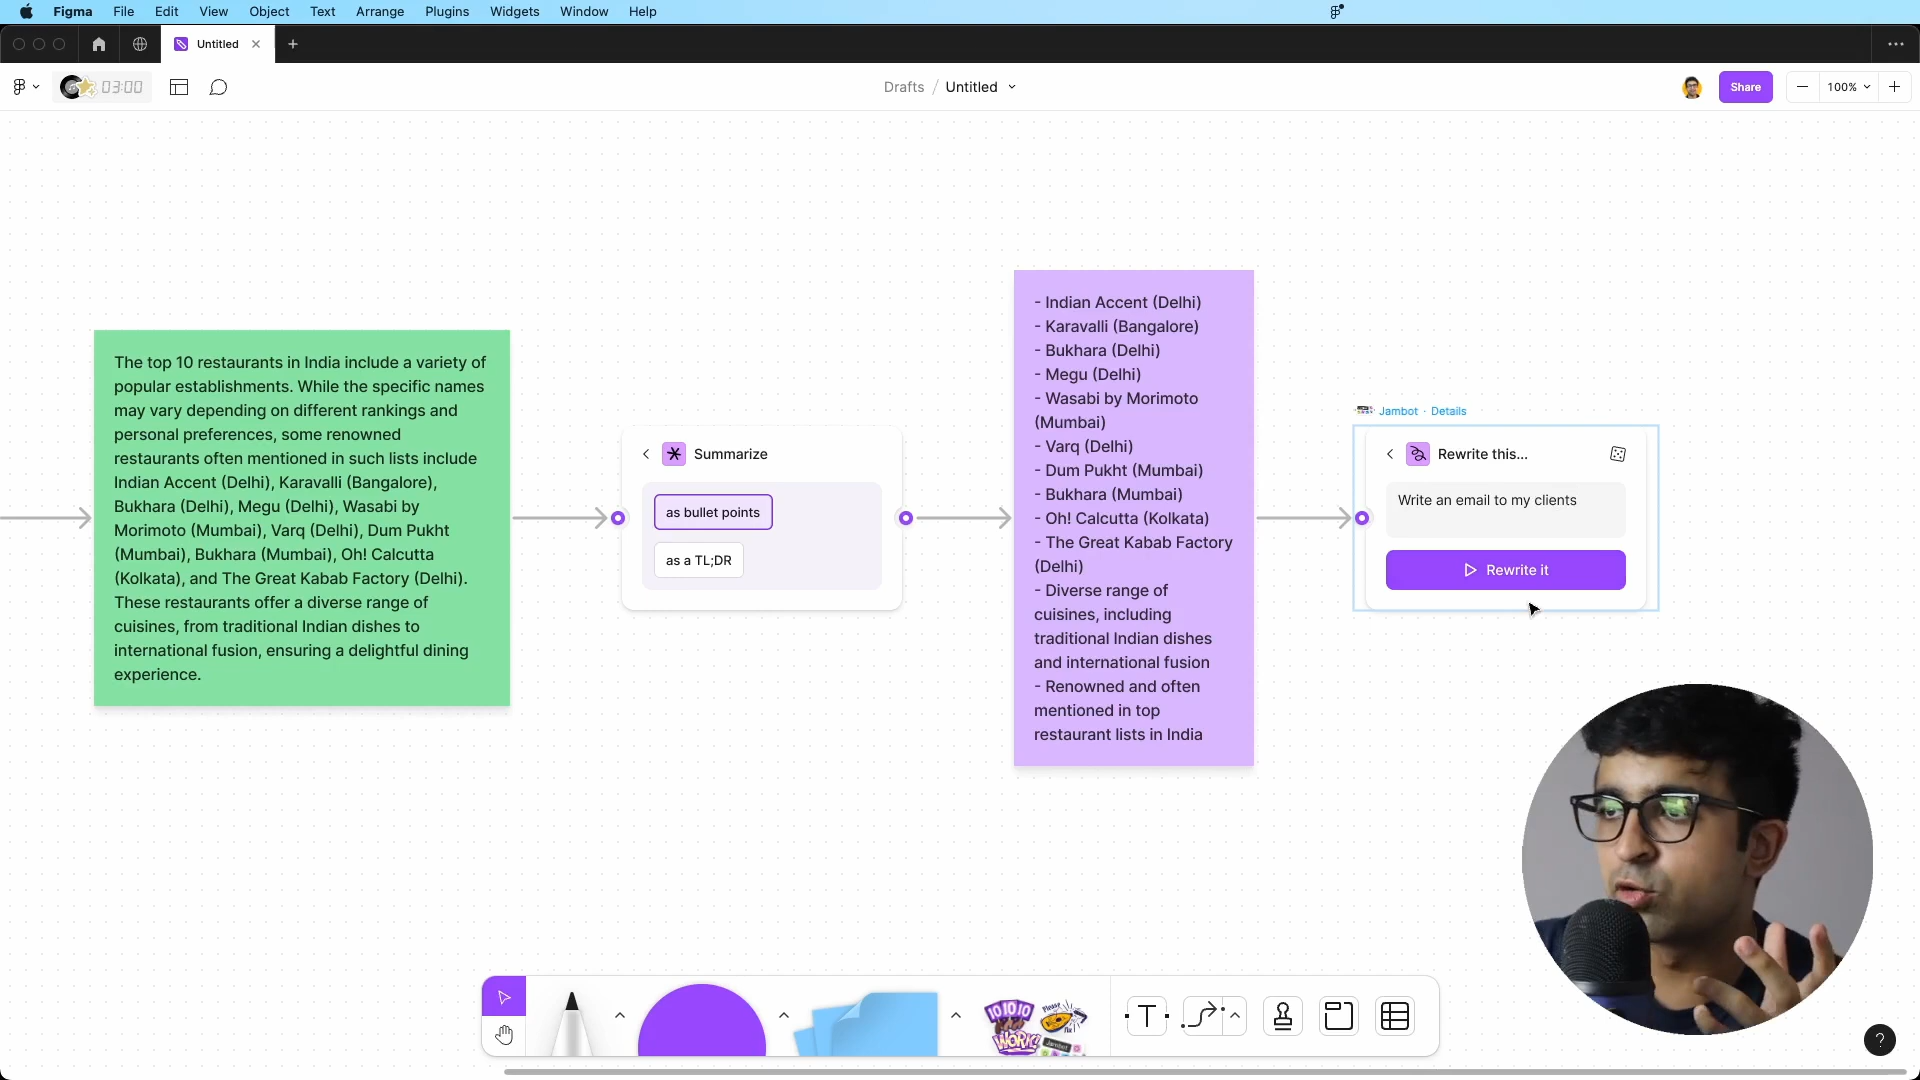 Figma File Edit View Object Text Arrange Plugins Widgets Window Help
Untitled
03:00
Drafts / Untitled
Share
100%
The top 10 restaurants in India include a variety of
popular establishments. While the specific names
may vary depending on different rankings and
personal preferences, some renowned
restaurants often mentioned in such lists include
Indian Accent (Delhi), Karavalli (Bangalore),
Bukhara (Delhi), Megu (Delhi), Wasabi by
Morimoto (Mumbai), Varq (Delhi), Dum Pukht
(Mumbai), Bukhara (Mumbai), Oh! Calcutta
(Kolkata), and The Great Kabab Factory (Delhi).
These restaurants offer a diverse range of
cuisines, from traditional Indian dishes to
international fusion, ensuring a delightful dining
experience.
Summarize
as bullet points
as a TL;DR
- Indian Accent (Delhi)
- Karavalli (Bangalore)
- Bukhara (Delhi)
- Megu (Delhi)
- Wasabi by Morimoto
(Mumbai)
- Varq (Delhi)
- Dum Pukht (Mumbai)
- Bukhara (Mumbai)
- Oh! Calcutta (Kolkata)
- The Great Kabab Factory
(Delhi)
- Diverse range of
cuisines, including
traditional Indian dishes
and international fusion
- Renowned and often
mentioned in top
restaurant lists in India
Jambot · Details
Rewrite this...
Write an email to my clients
Rewrite it
10 10 10
WORK!
Please
Jambot
T
?